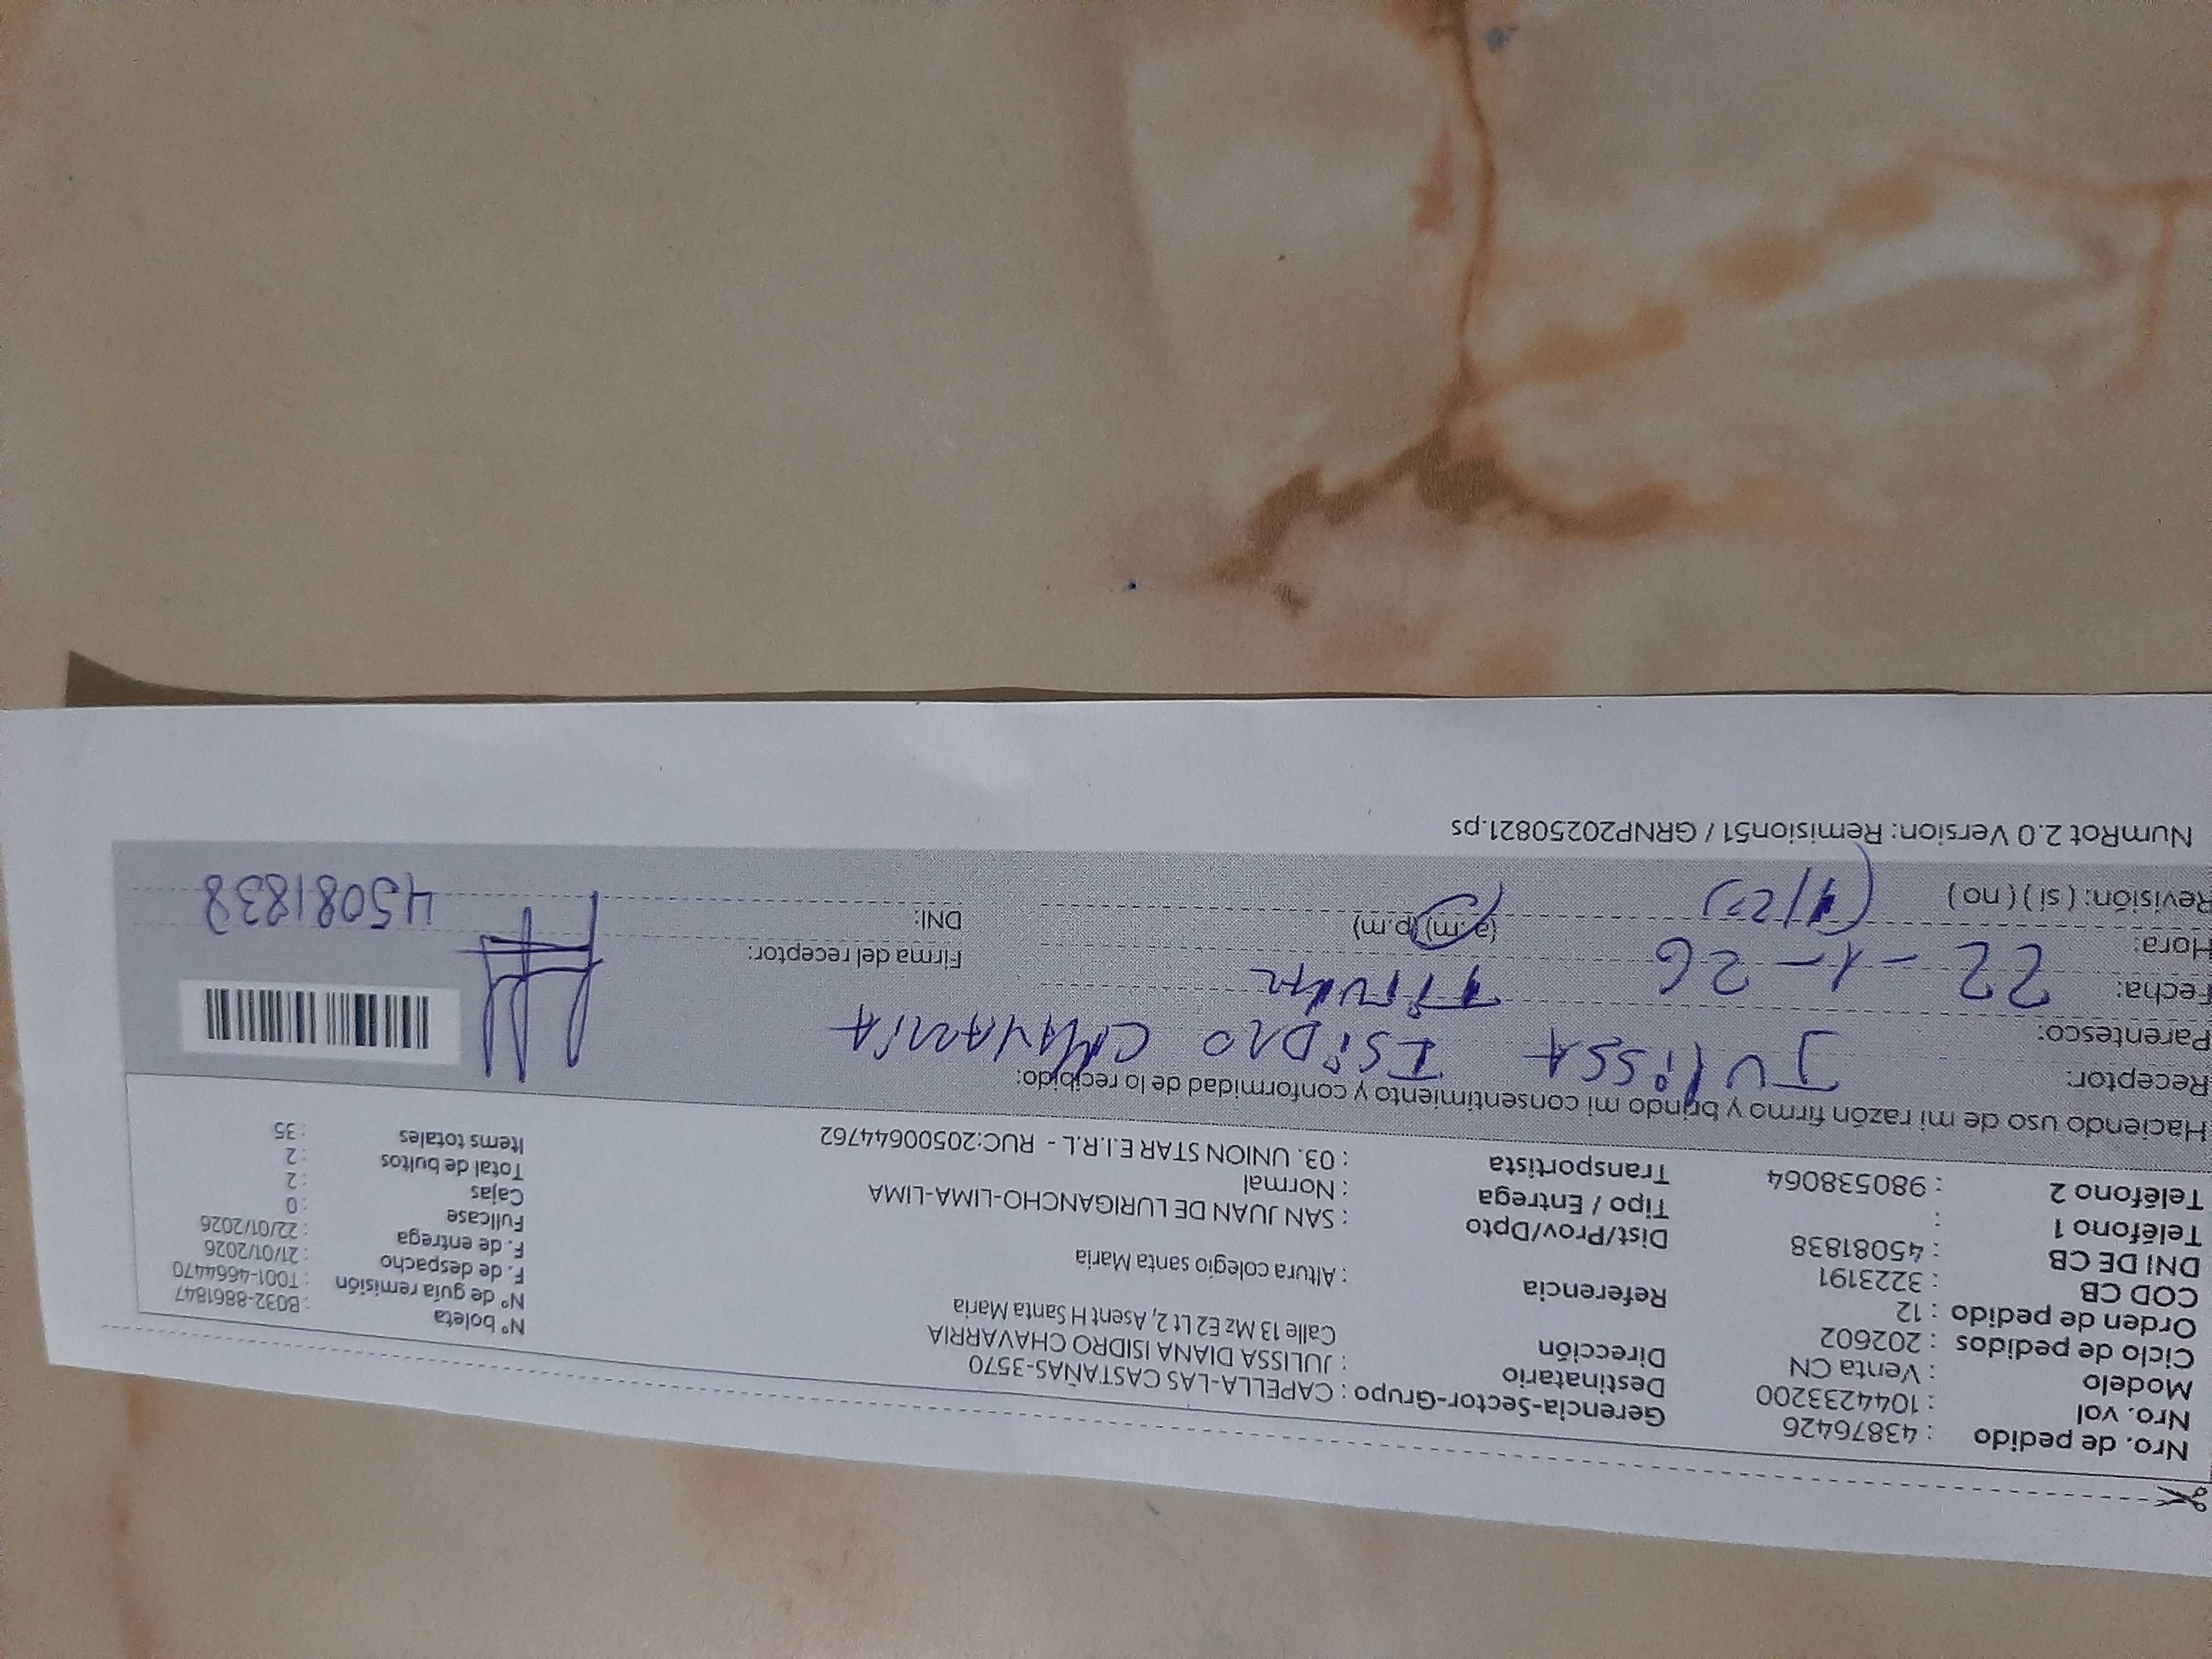 Nro. de pedido : 43876426
Nro. vol : 1044233200
Modelo : Venta CN
Ciclo de pedidos : 202602
Orden de pedido : 12
COD CB : 3223191
DNI DE CB : 45081838
Teléfono 1 :
Teléfono 2 : 980538064
Gerencia-Sector-Grupo : CAPELLA-LAS CASTAÑAS-3570
Destinatario : JULISSA DIANA ISIDRO CHAVARRIA
Dirección Calle 13 Mz E2 Lt 2, Asent H Santa Maria
Referencia : Altura colegio santa Maria
Dist/Prov/Dpto : SAN JUAN DE LURIGANCHO-LIMA-LIMA
Tipo / Entrega : Normal
Transportista : 03. UNION STAR E.I.R.L - RUC:20500644762
Nº boleta : B032-8861847
Nº de guía remisión : T001-4664470
F. de despacho : 21/01/2026
F. de entrega : 22/01/2026
Fullcase : 0
Cajas : 2
Total de bultos : 2
Items totales : 35
Haciendo uso de mi razón firmo y brindo mi consentimiento y conformidad de lo recibido:
Receptor: JULiSSA ISiDRO CHAVARRiA
Parentesco: TiTULAR
Fecha: 22-1-26
Hora: (a.m) (p.m)
Revisión: ( si ) ( no )
Firma del receptor:
DNI: 45081838
NumRot 2.0 Version: Remision51 / GRNP20250821.ps